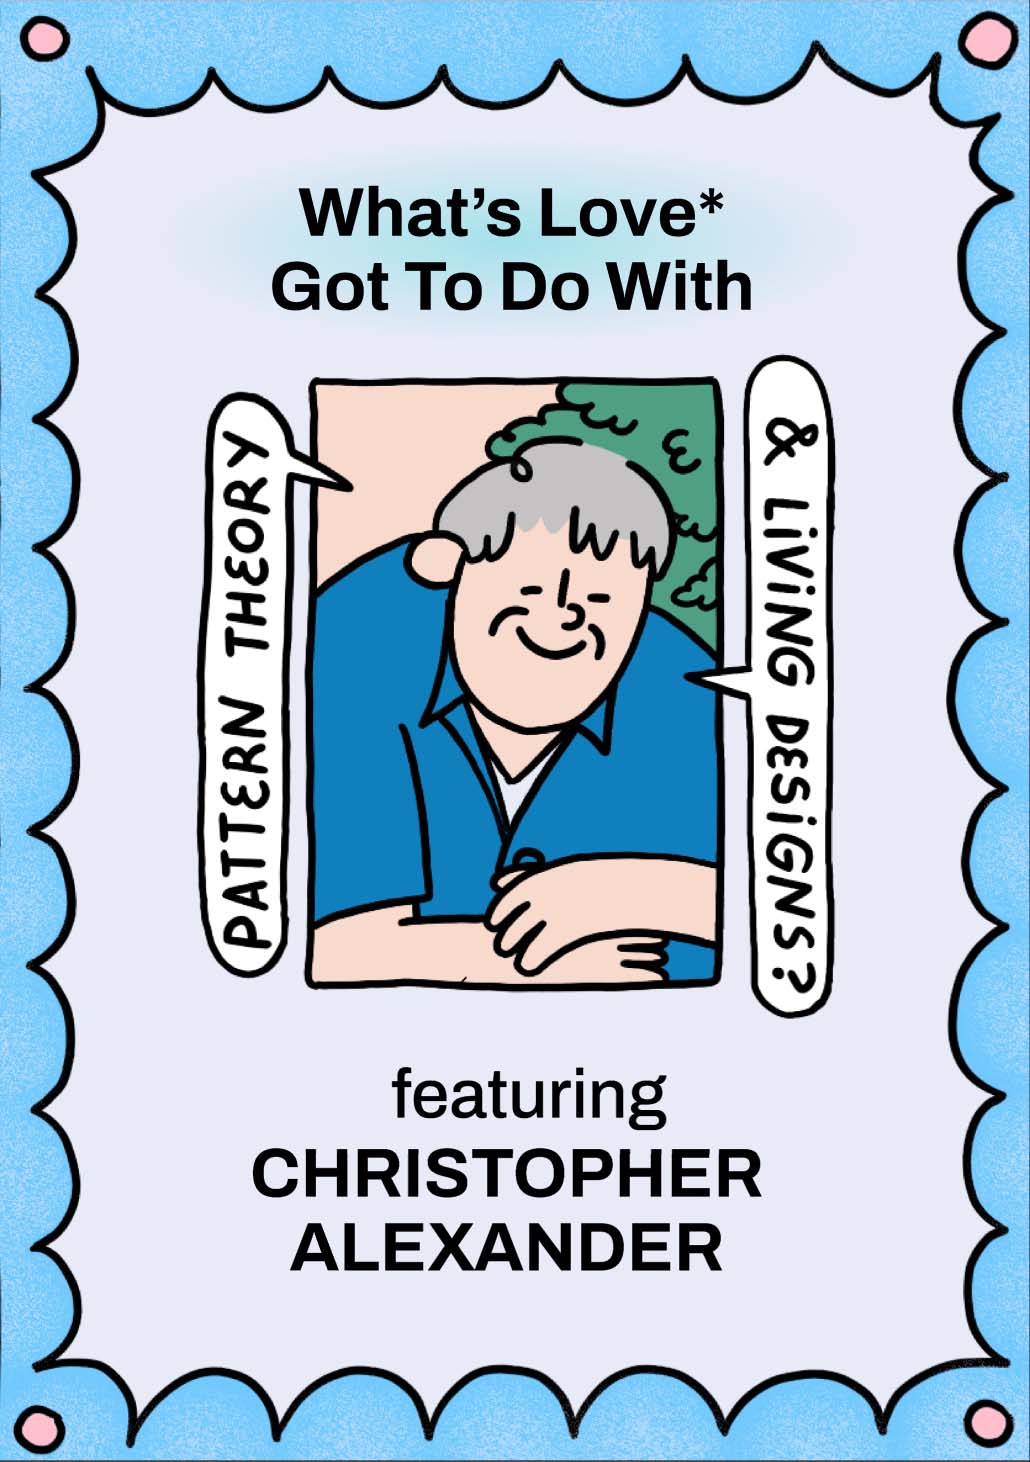 What’s Love*
Got To Do With
PATTERN THEORY
& LiViNG DESiGNS?
featuring
CHRISTOPHER
ALEXANDER